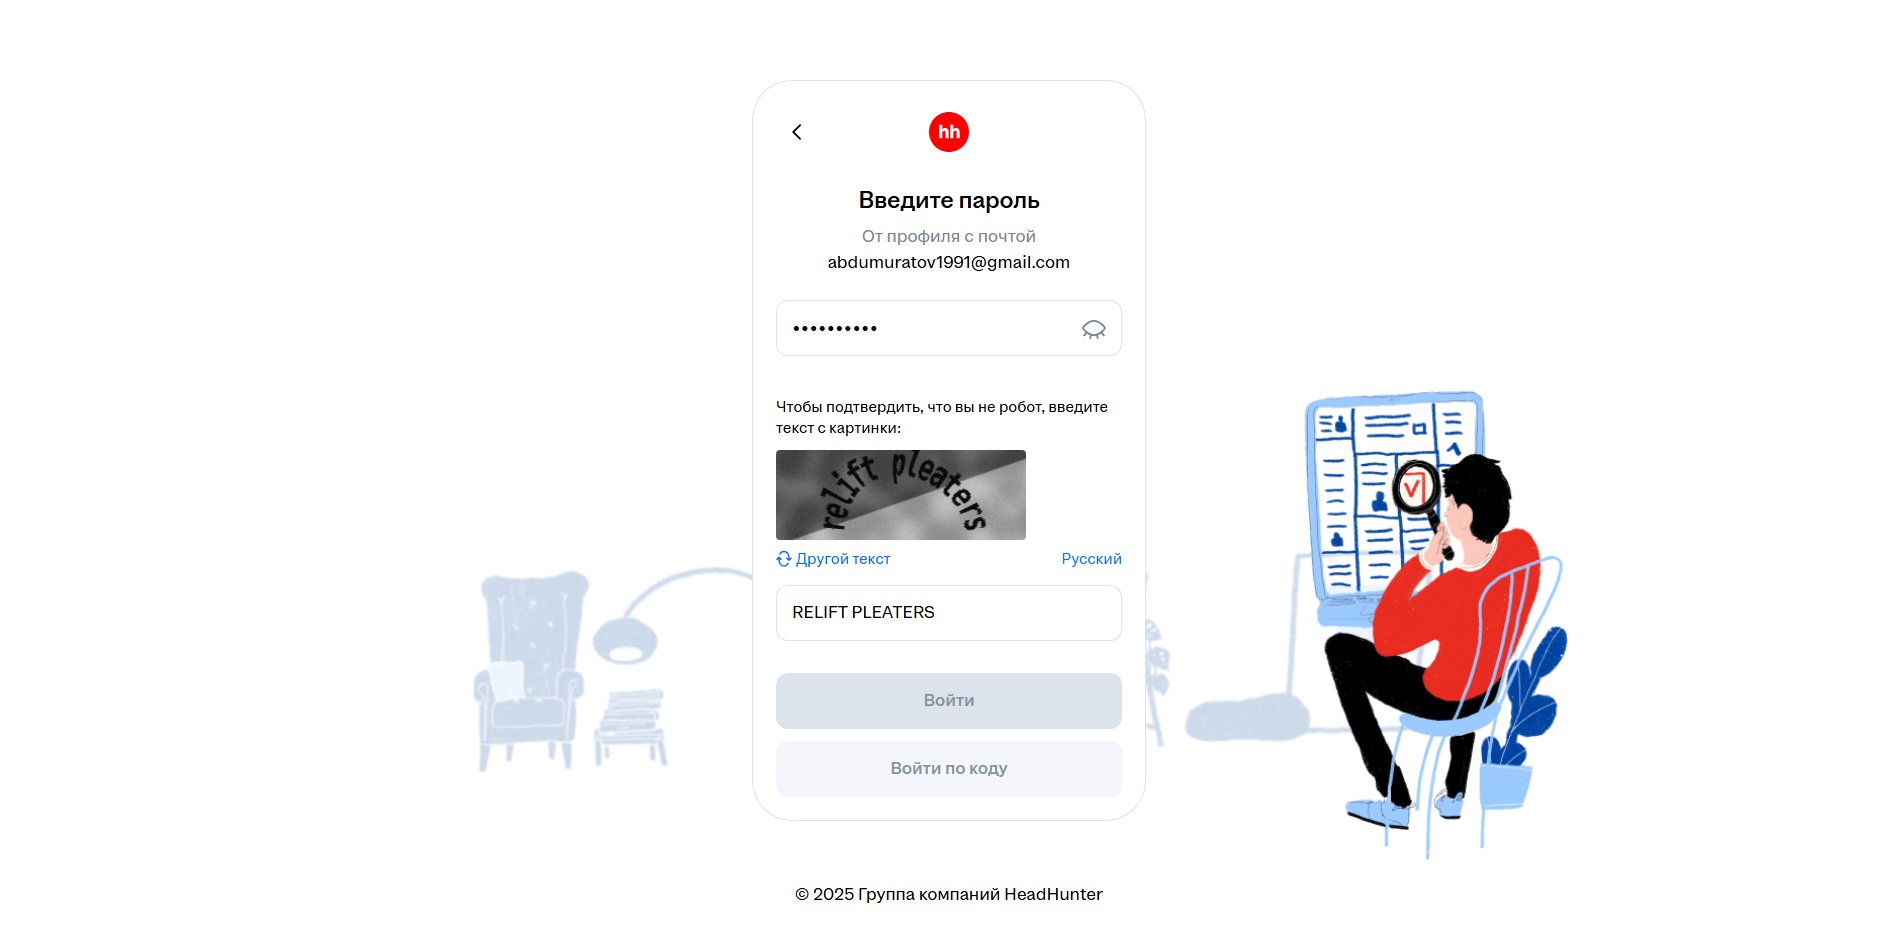 hh
Введите пароль
От профиля с почтой
abdumuratov1991@gmail.com
••••••••••
Чтобы подтвердить, что вы не робот, введите
текст с картинки:
relift pleaters
Другой текст
Русский
RELIFT PLEATERS
Войти
Войти по коду
© 2025 Группа компаний HeadHunter